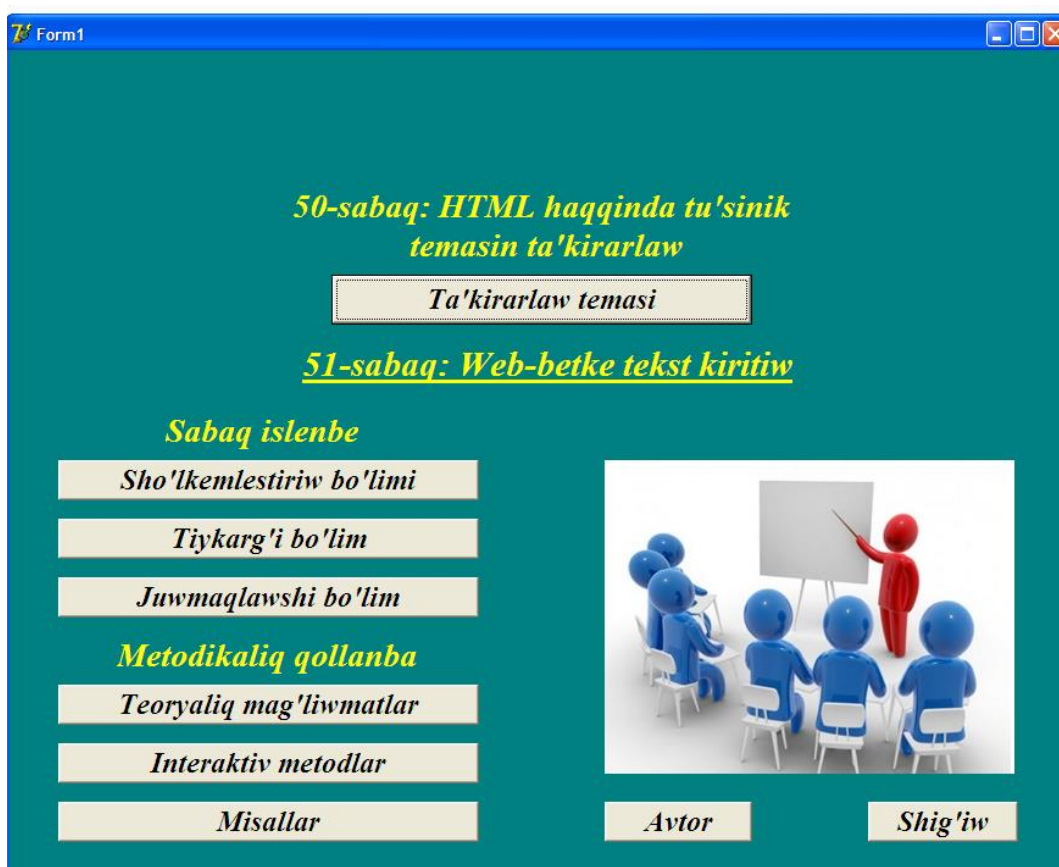 Form1
50-sabaq: HTML haqqinda tu'sinik
temasin ta'kirarlaw
Ta'kirarlaw temasi
51-sabaq: Web-betke tekst kiritiw
Sabaq islenbe
Sho'lkemlestiriw bo'limi
Tiykarg'i bo'lim
Juwmaqlawshi bo'lim
Metodikaliq qollanba
Teoryaliq mag'liwmatlar
Interaktiv metodlar
Misallar
Avtor
Shig'iw